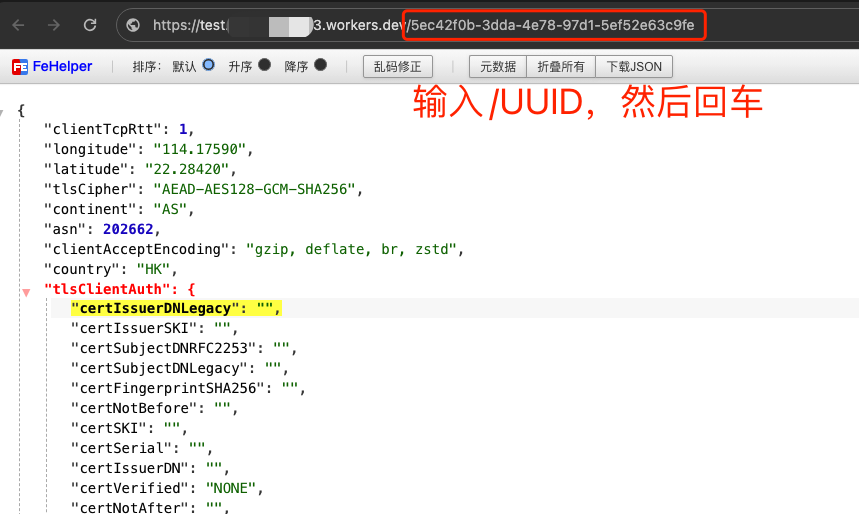 https://test 3.workers.dev/5ec42f0b-3dda-4e78-97d1-5ef52e63c9fe
FeHelper 排序: 默认 升序 降序 乱码修正 元数据 折叠所有 下载JSON
输入/UUID，然后回车
{
"clientTcpRtt": 1,
"longitude": "114.17590",
"latitude": "22.28420",
"tlsCipher": "AEAD-AES128-GCM-SHA256",
"continent": "AS",
"asn": 202662,
"clientAcceptEncoding": "gzip, deflate, br, zstd",
"country": "HK",
"tlsClientAuth": {
"certIssuerDNLegacy": "",
"certIssuerSKI": "",
"certSubjectDNRFC2253": "",
"certSubjectDNLegacy": "",
"certFingerprintSHA256": "",
"certNotBefore": "",
"certSKI": "",
"certSerial": "",
"certIssuerDN": "",
"certVerified": "NONE",
"certNotAfter": "",